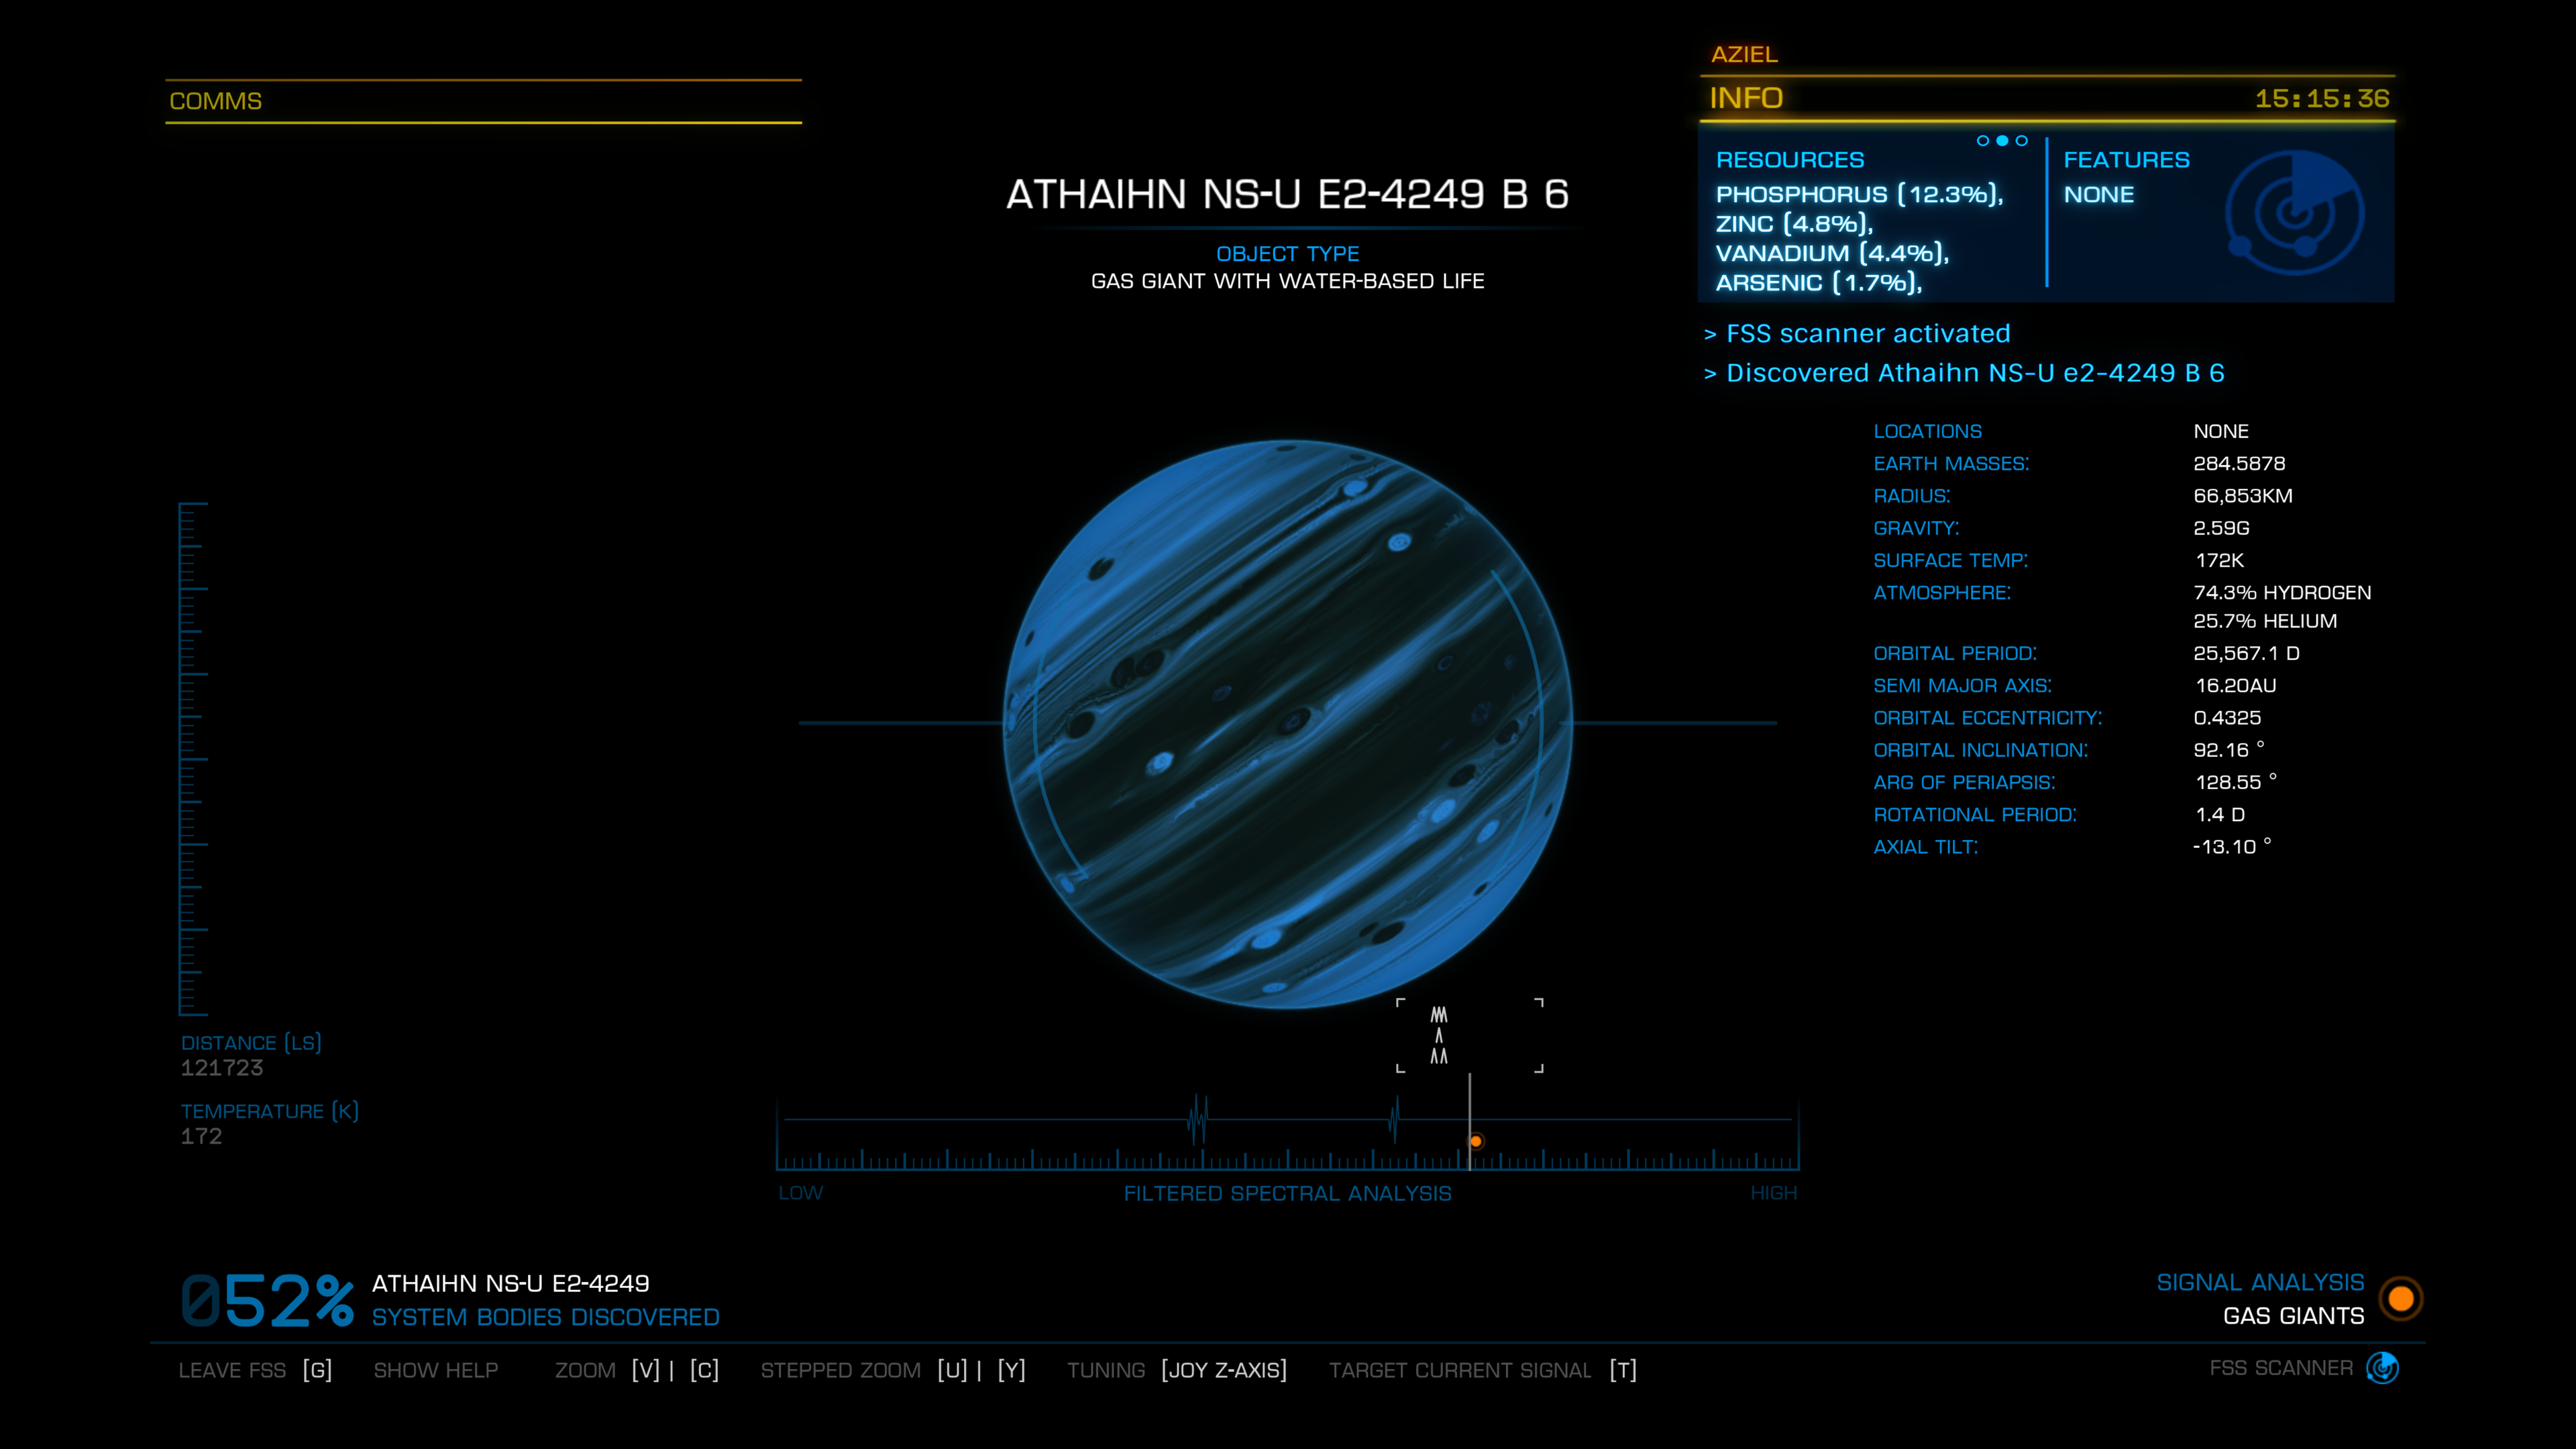 AZIEL
COMMS
INFO 15:15:36
RESOURCES
PHOSPHORUS (12.3%),
ZINC (4.8%),
VANADIUM (4.4%),
ARSENIC (1.7%),
FEATURES
NONE
ATHAIHN NS-U E2-4249 B 6
OBJECT TYPE
GAS GIANT WITH WATER-BASED LIFE
> FSS scanner activated
> Discovered Athaihn NS-U e2-4249 B 6
LOCATIONS NONE
EARTH MASSES: 284.5878
RADIUS: 66,853KM
GRAVITY: 2.59G
SURFACE TEMP: 172K
ATMOSPHERE: 74.3% HYDROGEN
25.7% HELIUM
ORBITAL PERIOD: 25,567.1 D
SEMI MAJOR AXIS: 16.20AU
ORBITAL ECCENTRICITY: 0.4325
ORBITAL INCLINATION: 92.16 °
ARG OF PERIAPSIS: 128.55 °
ROTATIONAL PERIOD: 1.4 D
AXIAL TILT: -13.10 °
DISTANCE (LS)
121723
TEMPERATURE (K)
172
LOW FILTERED SPECTRAL ANALYSIS HIGH
052% ATHAIHN NS-U E2-4249
SYSTEM BODIES DISCOVERED
SIGNAL ANALYSIS
GAS GIANTS
LEAVE FSS [G] SHOW HELP ZOOM [V] | [C] STEPPED ZOOM [U] | [Y] TUNING [JOY Z-AXIS] TARGET CURRENT SIGNAL [T] FSS SCANNER